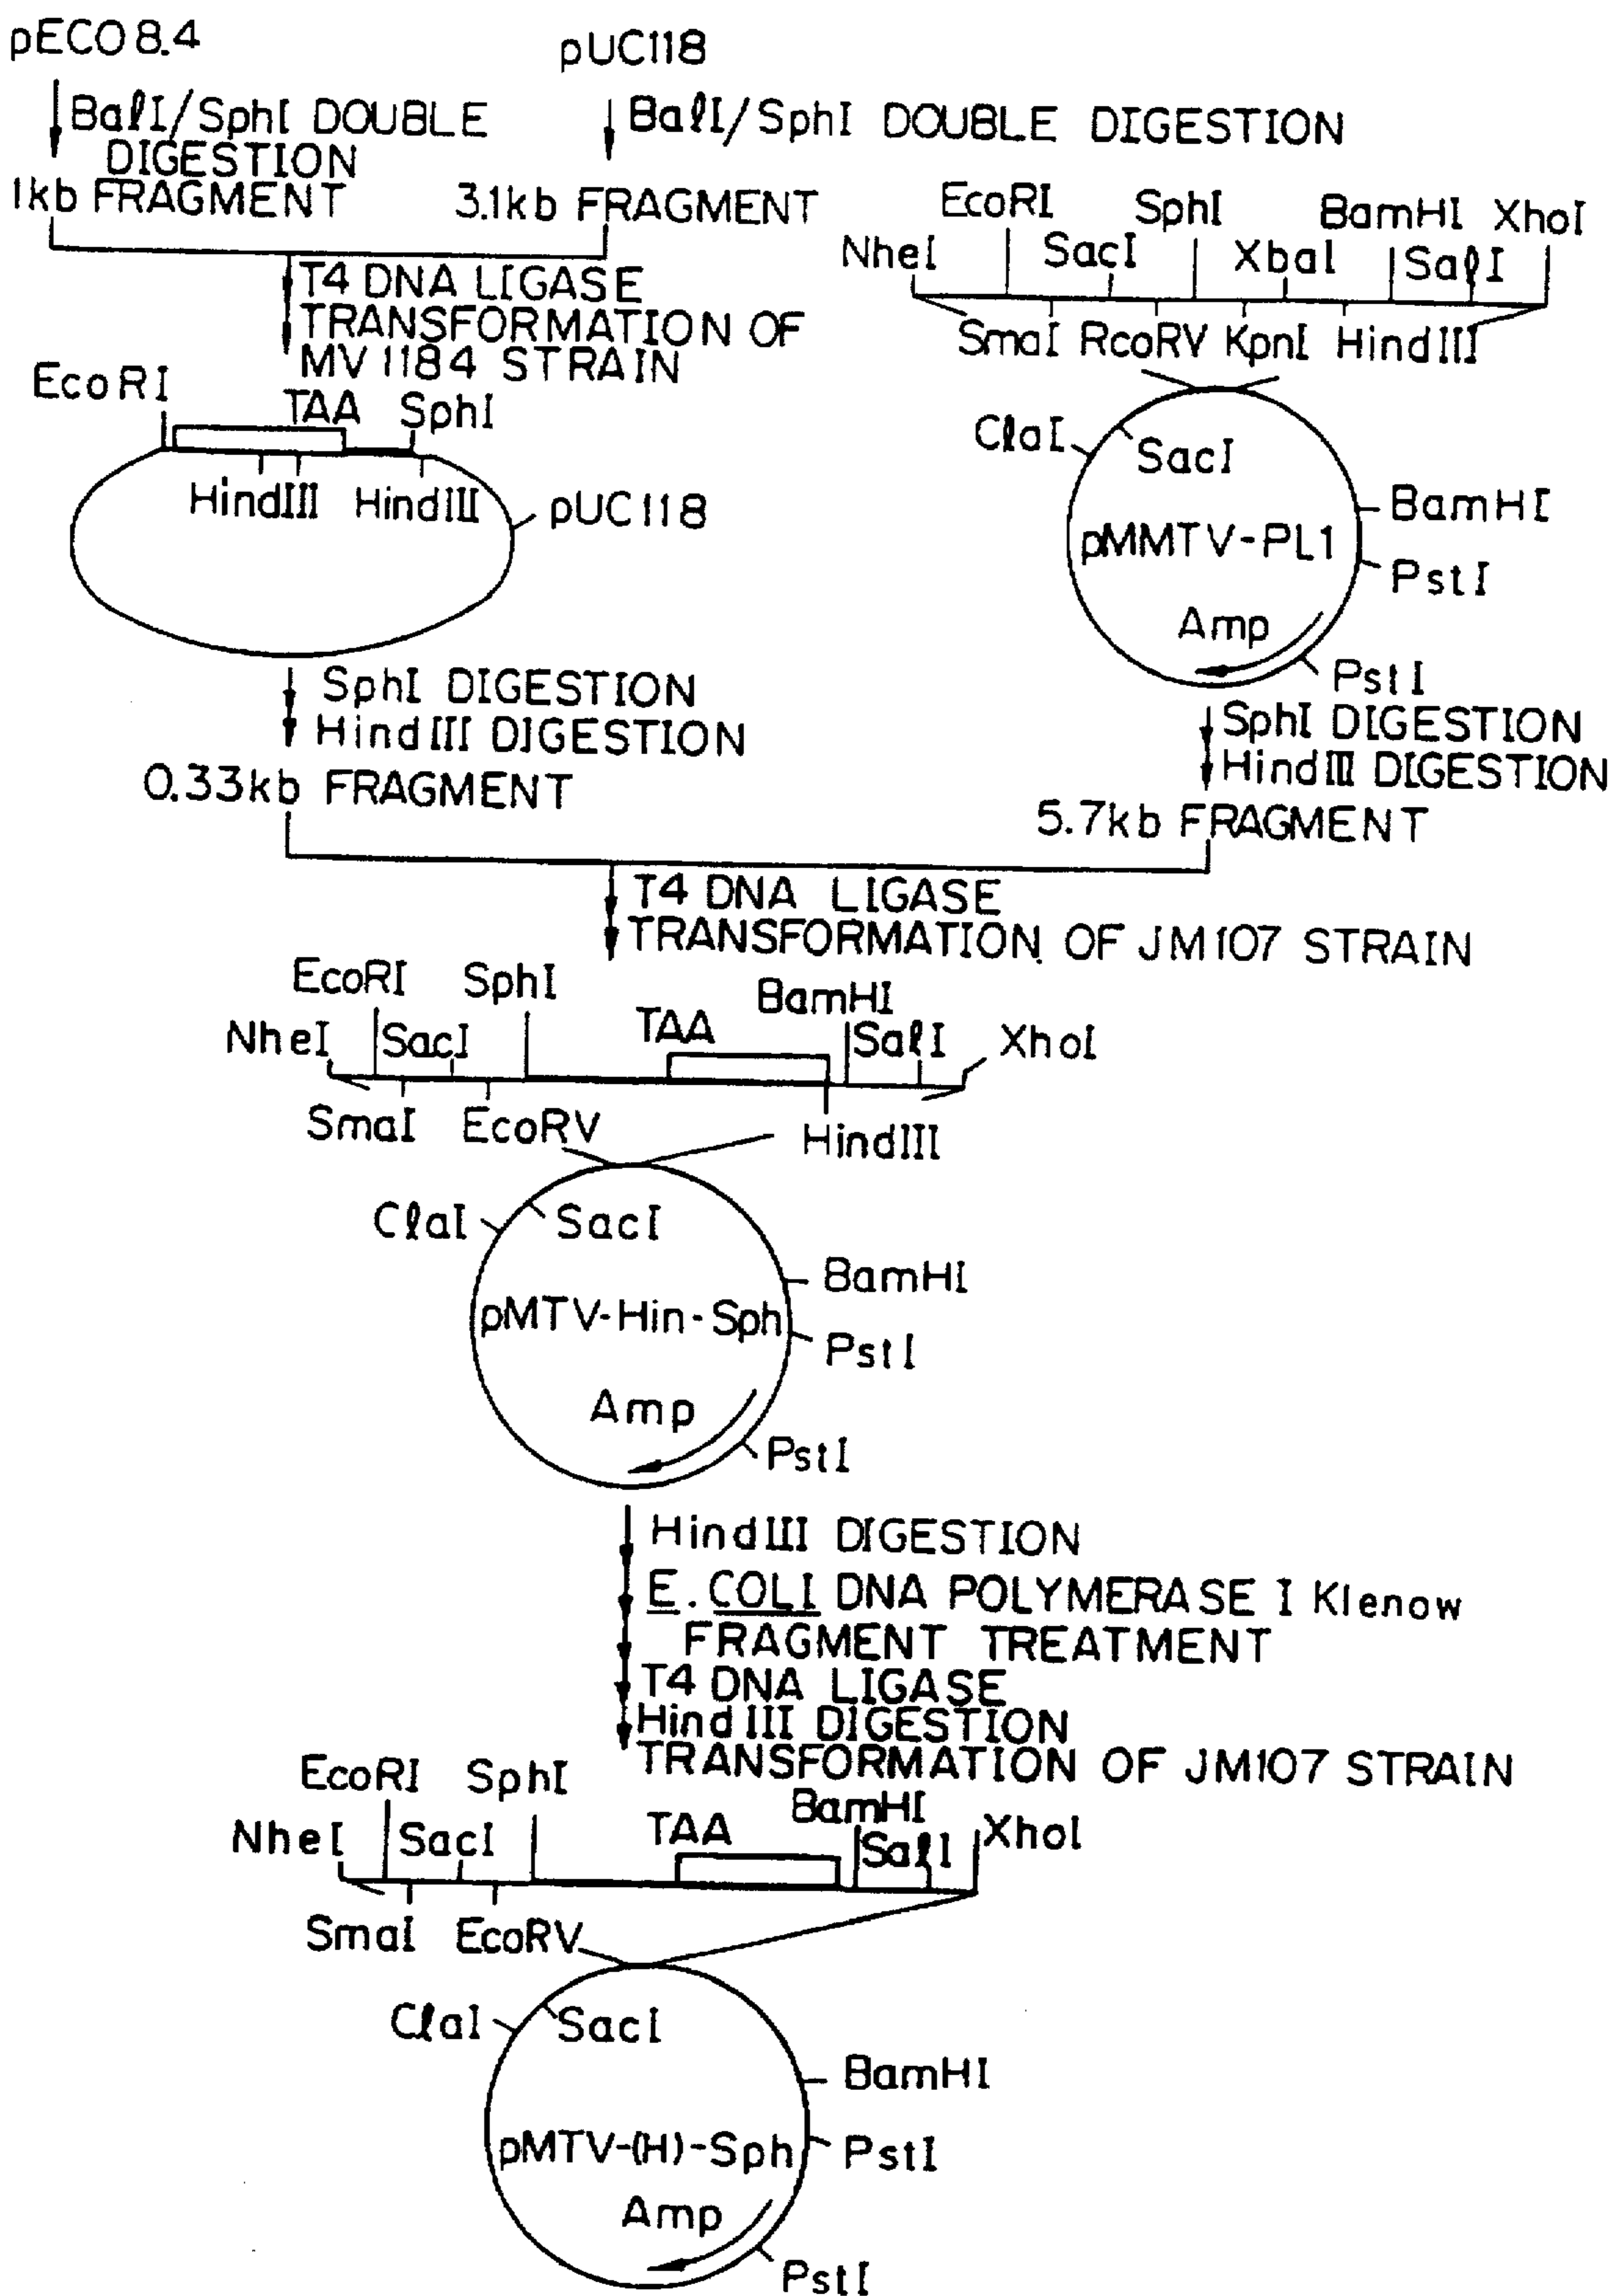 pECO 8.4
pUC118
BalI/SphI DOUBLE
DIGESTION
1kb FRAGMENT
BalI/SphI DOUBLE DIGESTION
3.1kb FRAGMENT
T4 DNA LIGASE
TRANSFORMATION OF
MV 1184 STRAIN
EcoRI SphI BamHI XhoI
NheI SacI XbaI SalI
SmaI RcoRV KpnI HindIII
EcoRI TAA SphI
HindIII HindIII
pUC118
ClaI SacI
BamHI
pMMTV-PL1
PstI
Amp
PstI
SphI DIGESTION
HindIII DIGESTION
0.33kb FRAGMENT
SphI DIGESTION
HindIII DIGESTION
5.7kb FRAGMENT
T4 DNA LIGASE
TRANSFORMATION OF JM107 STRAIN
EcoRI SphI BamHI
NheI SacI TAA SalI XhoI
SmaI EcoRV HindIII
ClaI SacI
BamHI
pMTV-Hin-Sph
PstI
Amp
PstI
HindIII DIGESTION
E. COLI DNA POLYMERASE I Klenow
FRAGMENT TREATMENT
T4 DNA LIGASE
HindIII DIGESTION
TRANSFORMATION OF JM107 STRAIN
EcoRI SphI BamHI
NheI SacI TAA SalI XhoI
SmaI EcoRV
ClaI SacI
BamHI
pMTV-(H)-Sph
PstI
Amp
PstI